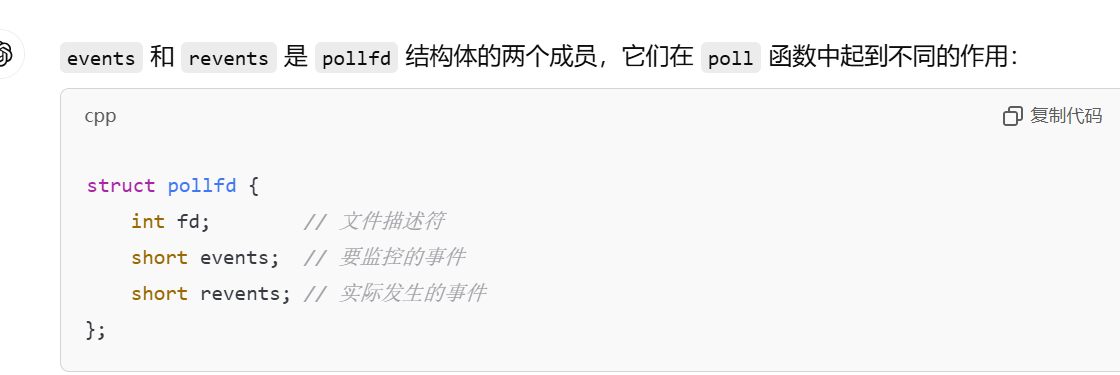 events 和 revents 是 pollfd 结构体的两个成员，它们在 poll 函数中起到不同的作用：
cpp 复制代码
struct pollfd {
    int fd;        // 文件描述符
    short events;  // 要监控的事件
    short revents; // 实际发生的事件
};